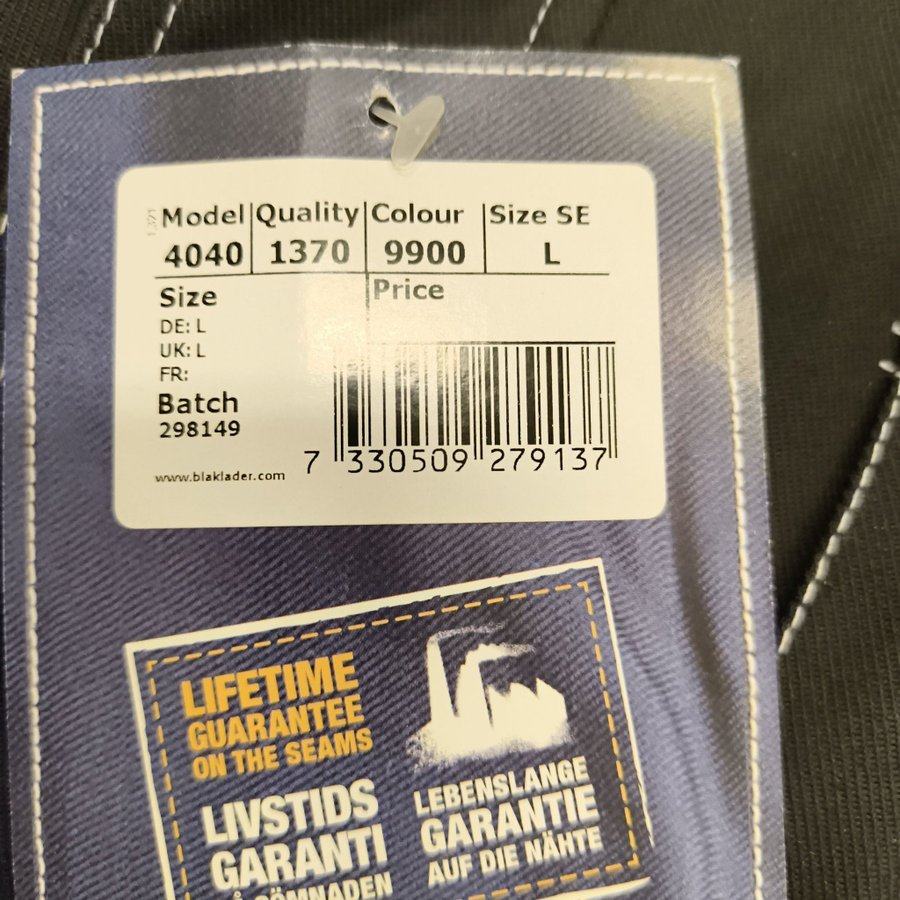 Model Quality Colour Size SE
4040 1370 9900 L
Size Price
DE: L
UK: L
FR:
Batch
298149
7 330509 279137
www.blaklader.com
LIFETIME
GUARANTEE
ON THE SEAMS
LIVSTIDS
GARANTI
LEBENSLANGE
GARANTIE
AUF DIE NÄHTE